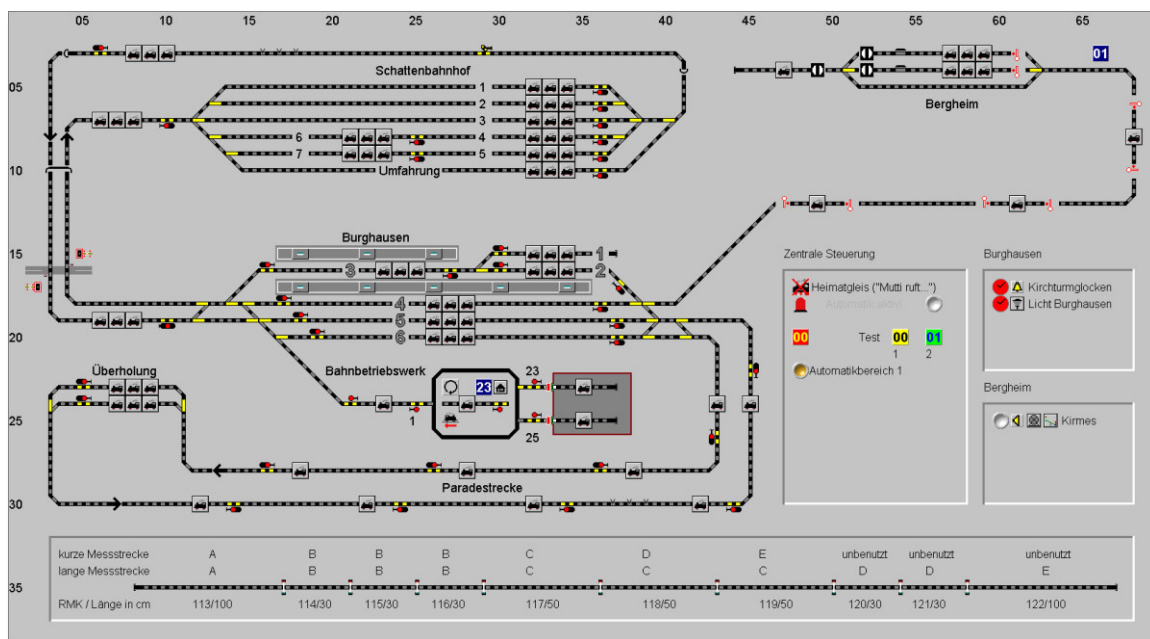 05 10 15 20 25 30 35 40 45 50 55 60 65
01
Schattenbahnhof
05
1
2
Bergheim
3
6 4
7 5
10 Umfahrung
Burghausen
15 1
3 2
4
5
20 6
Zentrale Steuerung
Heimatgleis ("Mutti ruft...")
Automatik aktiv
00 Test 00 01
1 2
Automatikbereich 1
Burghausen
Kirchturmglocken
Licht Burghausen
Bergheim
Kirmes
Überholung
Bahnbetriebswerk 23
23
1
25 25
Paradestrecke
30
kurze Messstrecke A B B B C D E unbenutzt unbenutzt unbenutzt
lange Messstrecke A B B B C C C D D E
35
RMK / Länge in cm 113/100 114/30 115/30 116/30 117/50 118/50 119/50 120/30 121/30 122/100